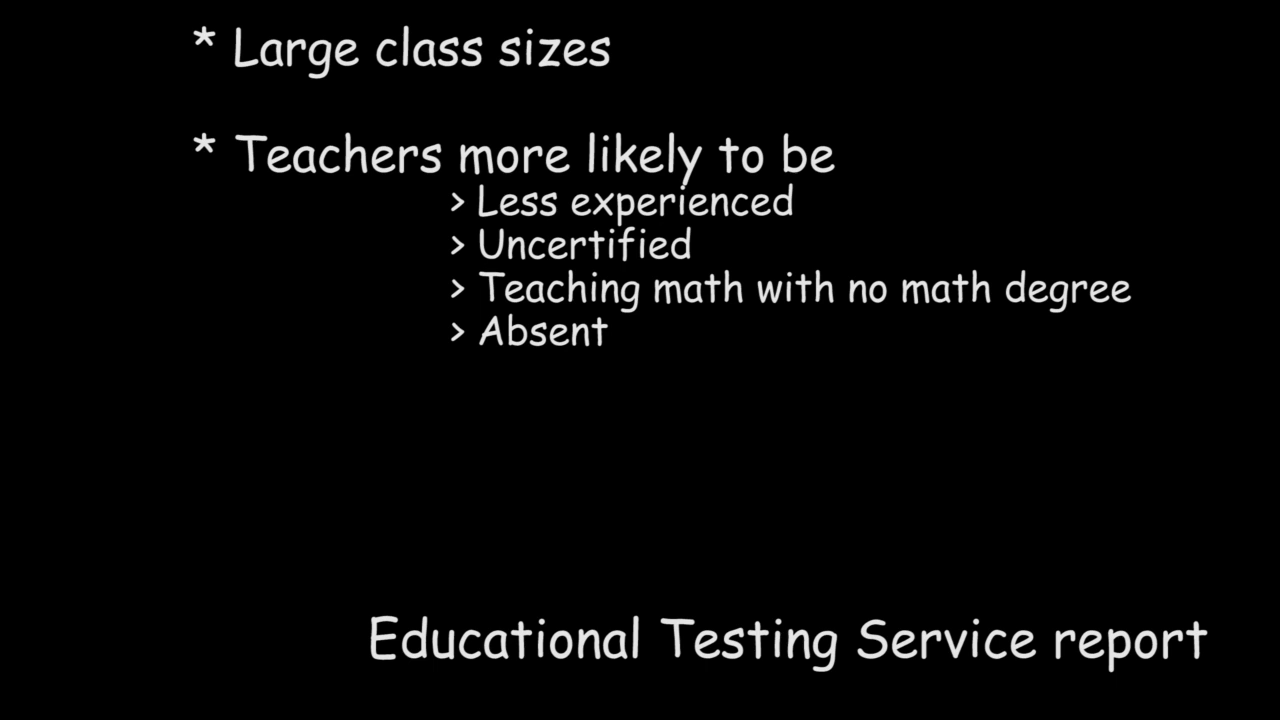 * Large class sizes
* Teachers more likely to be
> Less experienced
> Uncertified
> Teaching math with no math degree
> Absent
Educational Testing Service report